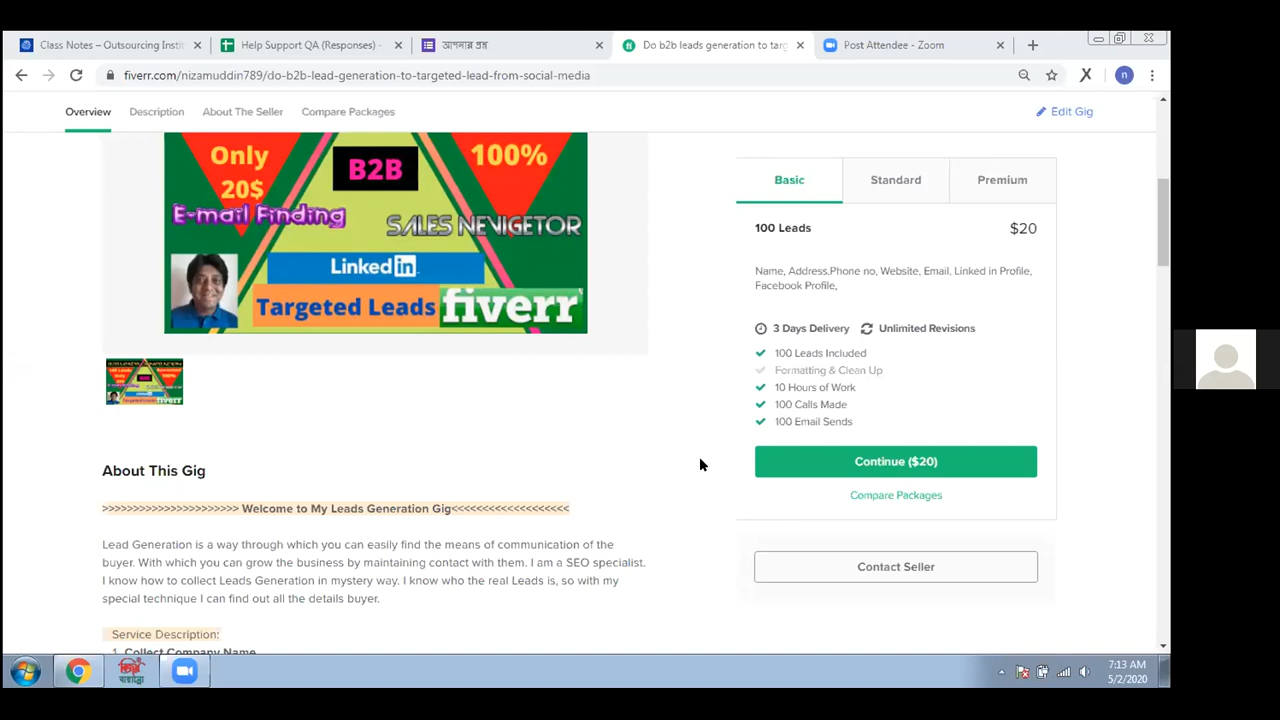 Class Notes – Outsourcing Instit
Help Support QA (Responses) -
আপনার প্রশ্ন
Do b2b leads generation to targ
Post Attendee - Zoom
fiverr.com/nizamuddin789/do-b2b-lead-generation-to-targeted-lead-from-social-media
n
Overview
Description
About The Seller
Compare Packages
Edit Gig
Only
20$
B2B
100%
E-mail Finding
SALES NEVIGETOR
Linked in
Targeted Leads
fiverr
Basic
Standard
Premium
100 Leads
$20
Name, Address,Phone no, Website, Email, Linked in Profile,
Facebook Profile,
3 Days Delivery
Unlimited Revisions
100 Leads Included
Formatting & Clean Up
10 Hours of Work
100 Calls Made
100 Email Sends
Continue ($20)
Compare Packages
Contact Seller
About This Gig
>>>>>>>>>>>>>>>>>>>>>> Welcome to My Leads Generation Gig<<<<<<<<<<<<<<<<<<<
Lead Generation is a way through which you can easily find the means of communication of the
buyer. With which you can grow the business by maintaining contact with them. I am a SEO specialist.
I know how to collect Leads Generation in mystery way. I know who the real Leads is, so with my
special technique I can find out all the details buyer.
Service Description:
1. Collect Company Name
7:13 AM
5/2/2020